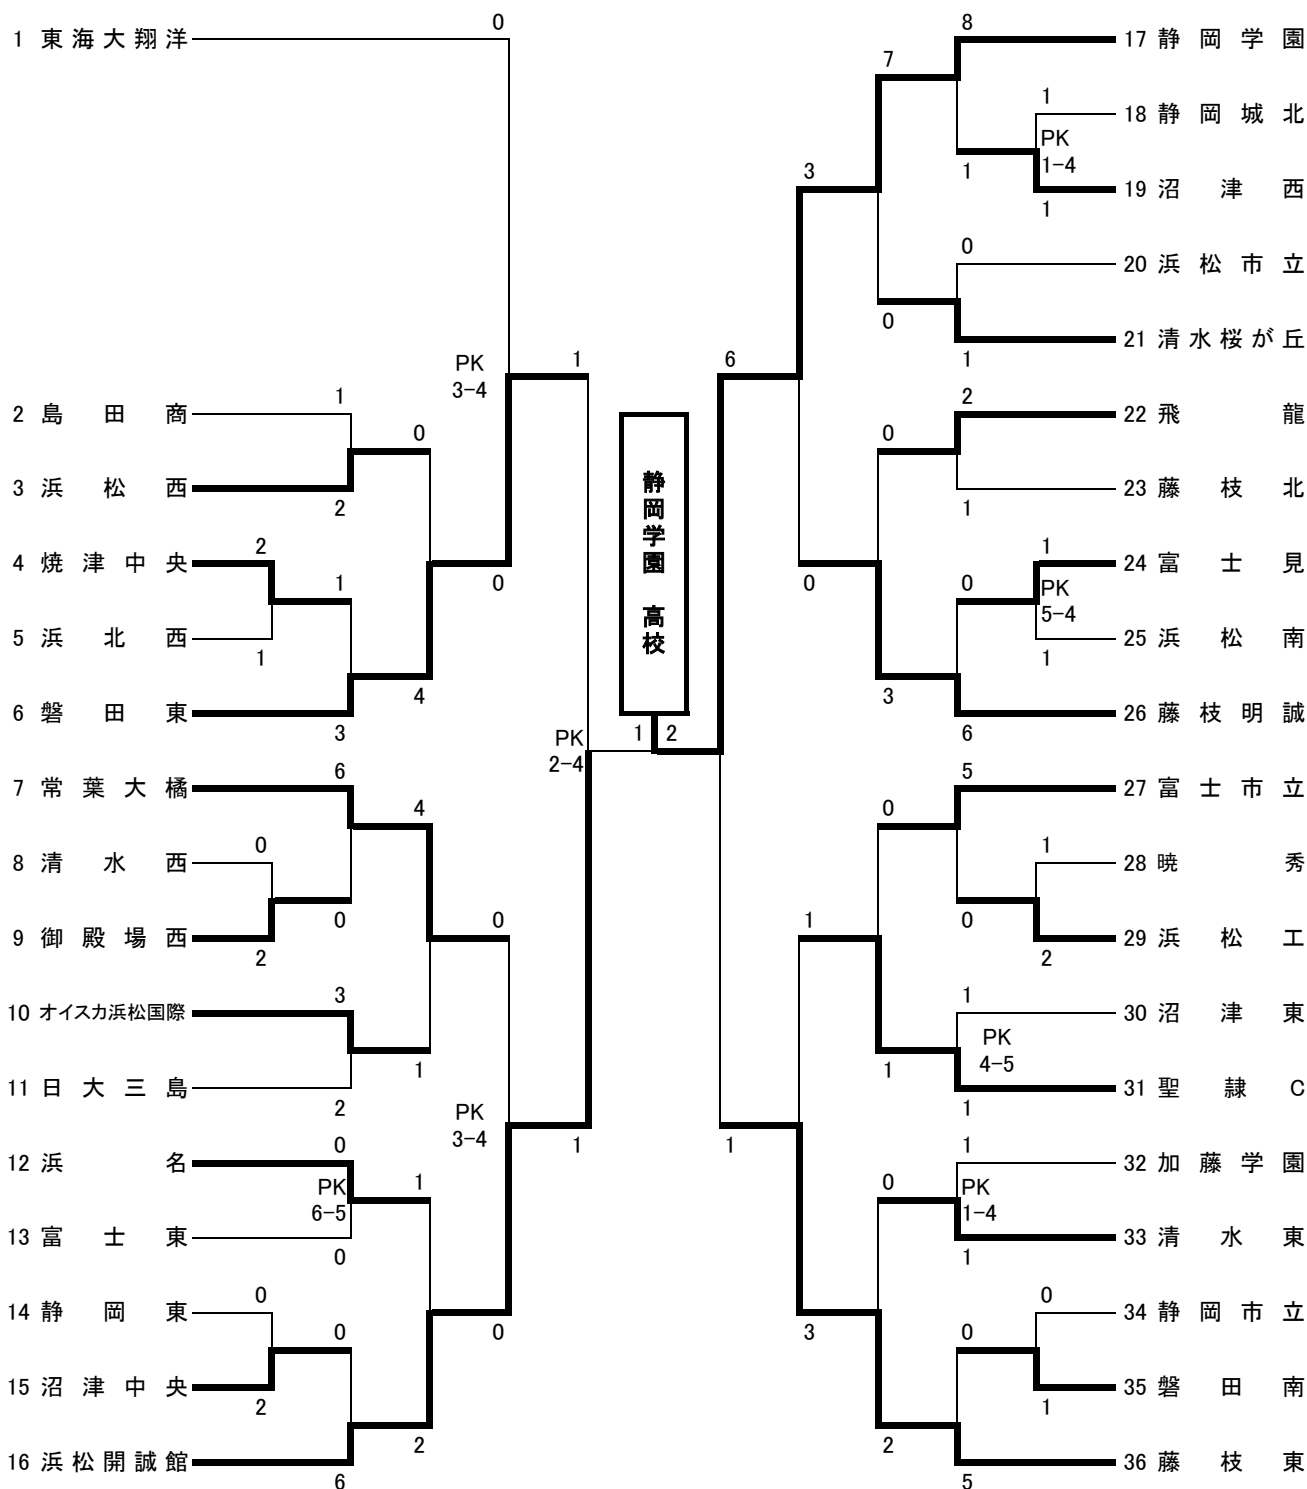 1 東海大翔洋
0
2 島田商
1
3 浜松西
2
0
4 焼津中央
2
5 浜北西
1
1
6 磐田東
3
4
PK
3-4
0
1
7 常葉大橘
6
8 清水西
0
9 御殿場西
2
0
4
10 オイスカ浜松国際
3
11 日大三島
2
1
0
12 浜名
0
PK
6-5
13 富士東
0
1
14 静岡東
0
15 沼津中央
2
0
16 浜松開誠館
6
2
0
PK
3-4
1
PK
2-4
静岡学園 高校
1
2
17 静岡学園
8
18 静岡城北
1
PK
1-4
19 沼津西
1
1
7
20 浜松市立
0
21 清水桜が丘
1
0
3
22 飛龍
2
23 藤枝北
1
0
24 富士見
1
PK
5-4
25 浜松南
1
0
26 藤枝明誠
6
3
0
6
27 富士市立
5
28 暁秀
1
29 浜松工
2
0
0
30 沼津東
1
PK
4-5
31 聖隷C
1
1
1
32 加藤学園
1
PK
1-4
33 清水東
1
0
34 静岡市立
0
35 磐田南
1
0
36 藤枝東
5
2
3
1